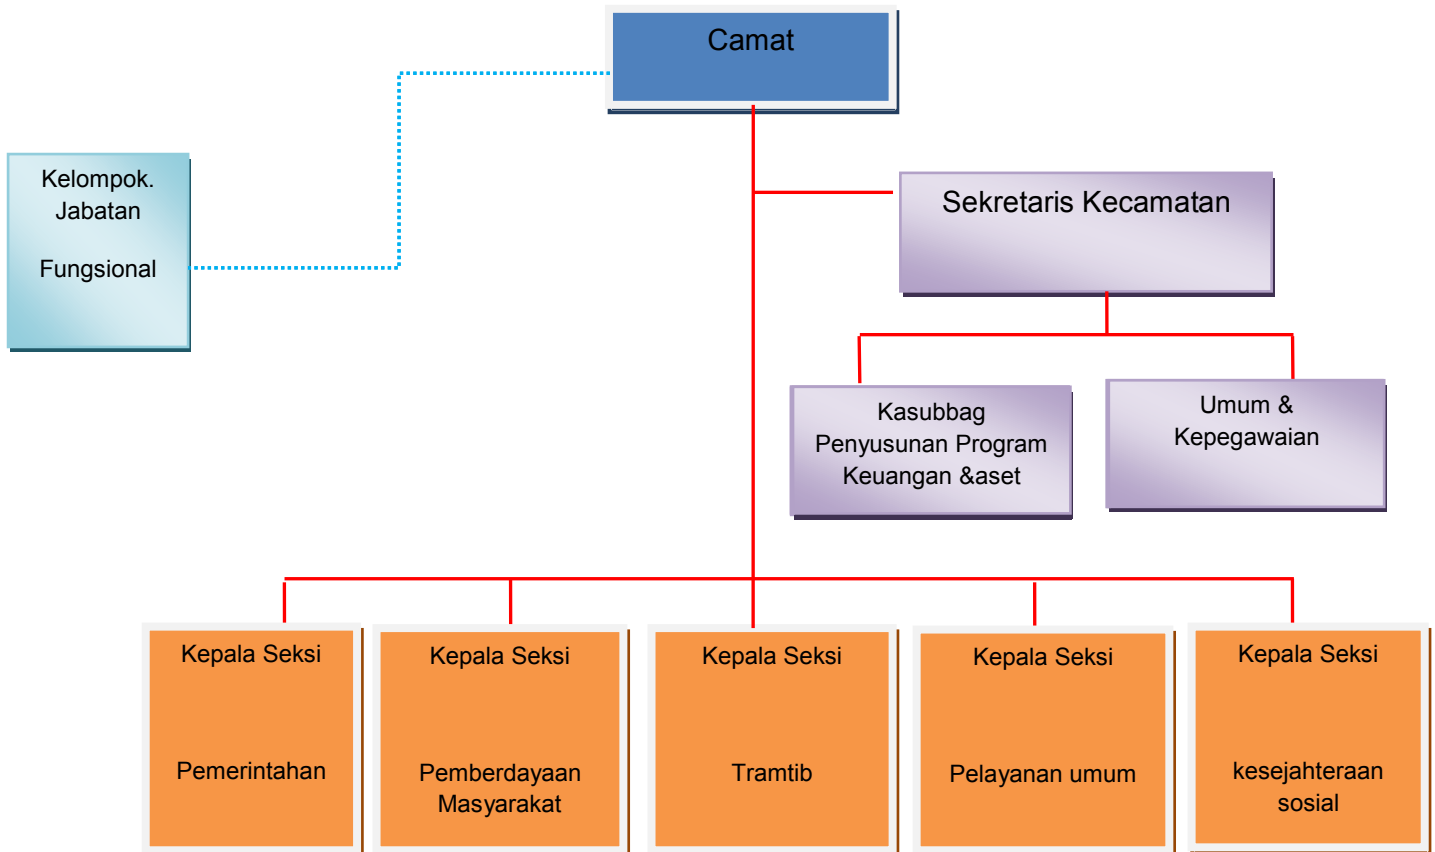 Camat
Kelompok.
Jabatan
Fungsional
Sekretaris Kecamatan
Kasubbag
Penyusunan Program
Keuangan &aset
Umum &
Kepegawaian
Kepala Seksi
Pemerintahan
Kepala Seksi
Pemberdayaan
Masyarakat
Kepala Seksi
Tramtib
Kepala Seksi
Pelayanan umum
Kepala Seksi
kesejahteraan
sosial